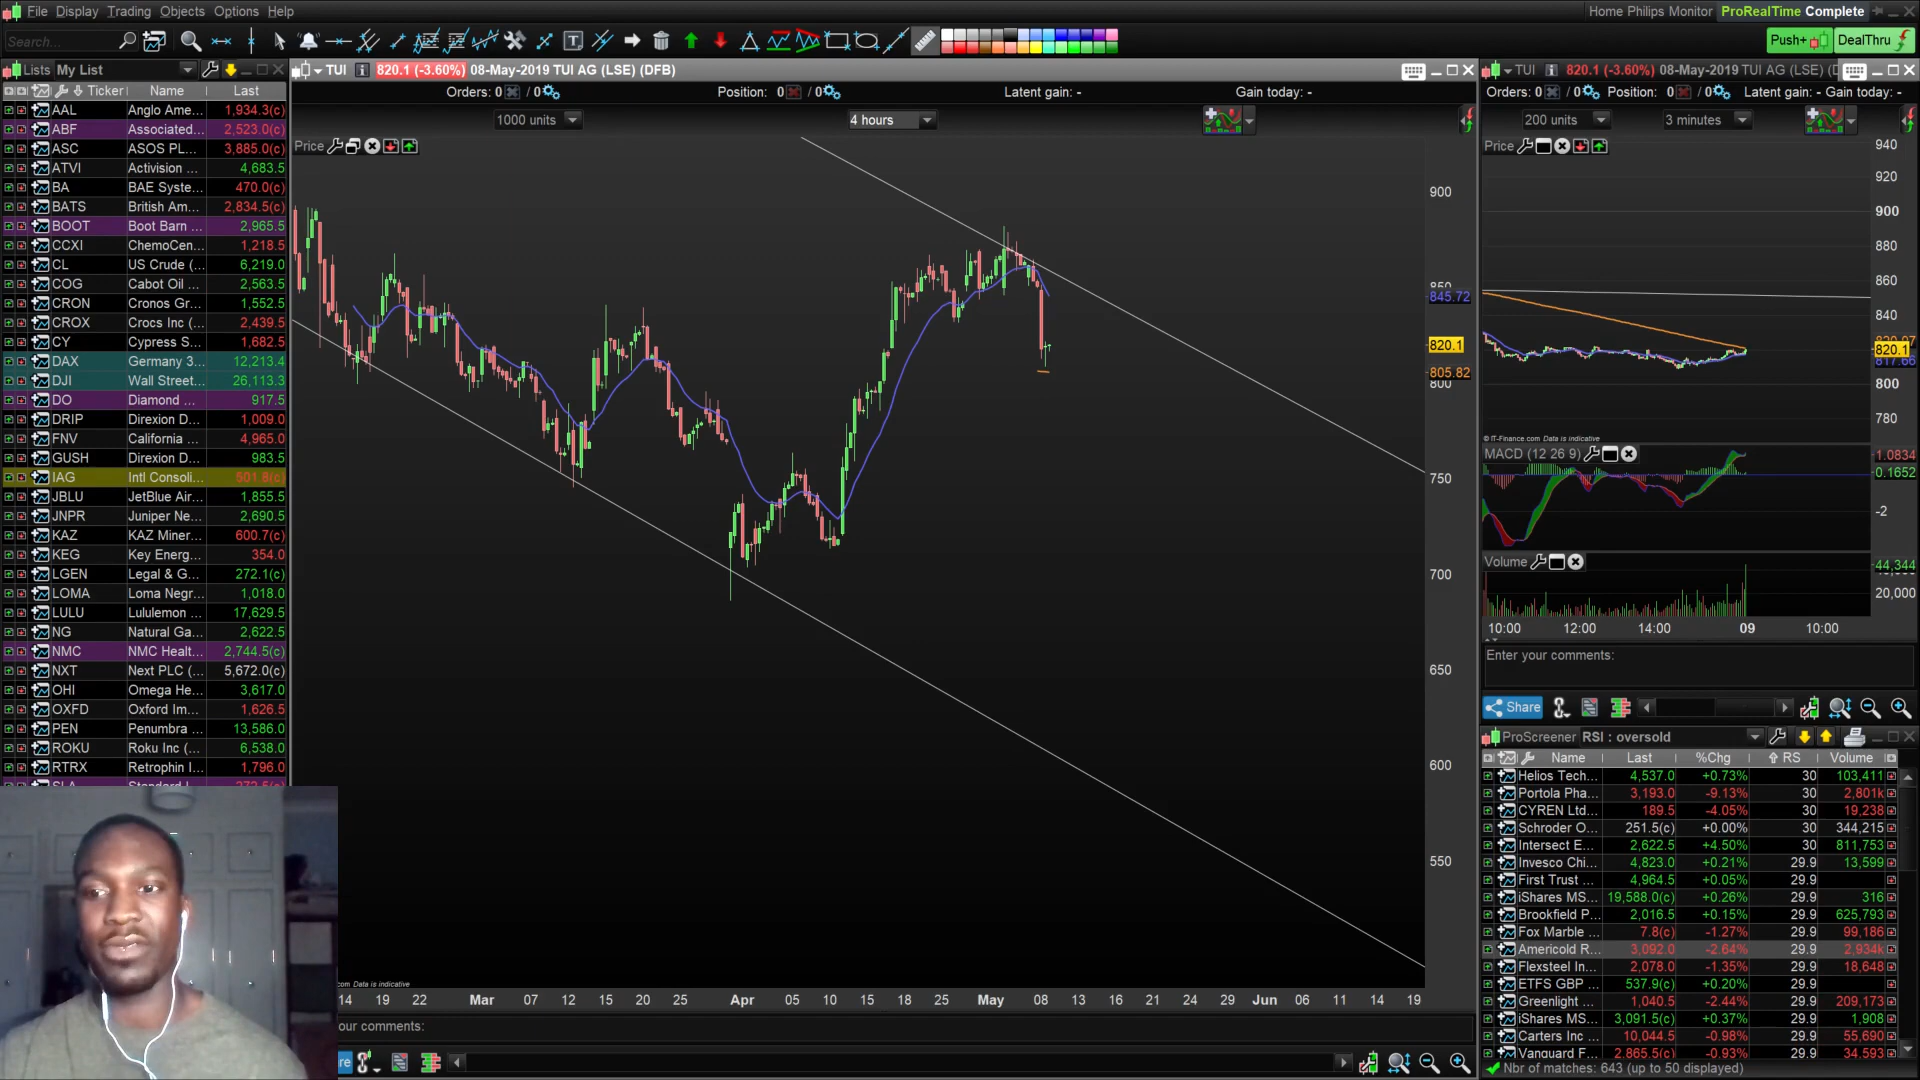 File Display Trading Objects Options Help
Home Philips Monitor ProRealTime Complete
Search...
T
Push+ DealThru
Lists My List
TUI i 820.1 (-3.60%) 08-May-2019 TUI AG (LSE) (DFB)
TUI i 820.1 (-3.60%) 08-May-2019 TUI AG (LSE)
Ticker Name Last
Orders: 0 / 0 Position: 0 / 0 Latent gain: - Gain today: -
Orders: 0 / 0 Position: 0 / 0 Latent gain: - Gain today: -
1000 units 4 hours
200 units 3 minutes
AAL Anglo Ame... 1,934.3(c)
ABF Associated... 2,523.0(c)
ASC ASOS PL... 3,885.0(c)
ATVI Activision ... 4,683.5
BA BAE Syste... 470.0(c)
BATS British Am... 2,834.5(c)
BOOT Boot Barn ... 2,965.5
CCXI ChemoCen... 1,218.5
CL US Crude (... 6,219.0
COG Cabot Oil ... 2,563.5
CRON Cronos Gr... 1,552.5
CROX Crocs Inc (... 2,439.5
CY Cypress S... 1,682.5
DAX Germany 3... 12,213.4
DJI Wall Street... 26,113.3
DO Diamond ... 917.5
DRIP Direxion D... 1,009.0
FNV California ... 4,965.0
GUSH Direxion D... 983.5
IAG Intl Consoli... 501.8(c)
JBLU JetBlue Air... 1,855.5
JNPR Juniper Ne... 2,690.5
KAZ KAZ Miner... 600.7(c)
KEG Key Energ... 354.0
LGEN Legal & G... 272.1(c)
LOMA Loma Negr... 1,018.0
LULU Lululemon ... 17,629.5
NG Natural Ga... 2,622.5
NMC NMC Healt... 2,744.5(c)
NXT Next PLC (... 5,672.0(c)
OHI Omega He... 3,617.0
OXFD Oxford Im... 1,626.5
PEN Penumbra ... 13,586.0
ROKU Roku Inc (... 6,538.0
RTRX Retrophin I... 1,796.0
Price
900
845.72
820.1
805.82
800
750
700
650
600
550
.com Data is indicative
14 19 22 Mar 07 12 15 20 25 Apr 05 10 15 18 25 May 08 13 16 21 24 Jun 06 11 14 19
our comments:
Price
940
920
900
880
860
840
820.1
817.66
800
780
© IT-Finance.com Data is indicative
MACD (12 26 9)
1.0834
0.1652
-2
Volume
44,344
20,000
10:00 12:00 14:00 09 10:00
Enter your comments:
Share
ProScreener RSI : oversold
Name Last %Chg RS Volume
Helios Tech... 4,537.0 +0.73% 30 103,411
Portola Pha... 3,193.0 -9.13% 30 2,801k
CYREN Ltd... 189.5 -4.05% 30 19,238
Schroder O... 251.5(c) +0.00% 30 344,215
Intersect E... 2,622.5 +4.50% 30 811,753
Invesco Chi... 4,823.0 +0.21% 29.9 13,599
First Trust ... 4,964.5 +0.05% 29.9
iShares MS... 19,588.0(c) +0.26% 29.9 316
Brookfield P... 2,016.5 +0.15% 29.9 625,793
Fox Marble ... 7.8(c) -1.27% 29.9 99,186
Americold R... 3,092.0 -2.64% 29.9 2,934k
Flexsteel In... 2,078.0 -1.35% 29.9 18,648
ETFS GBP ... 537.9(c) +0.20% 29.9
Greenlight ... 1,040.5 -2.44% 29.9 209,173
iShares MS... 3,091.5(c) +0.37% 29.9 1,908
Carters Inc ... 10,044.5 -0.98% 29.9 55,690
Vanguard F... 2,865.5(c) -0.93% 29.9 34,593
Nbr of matches: 643 (up to 50 displayed)